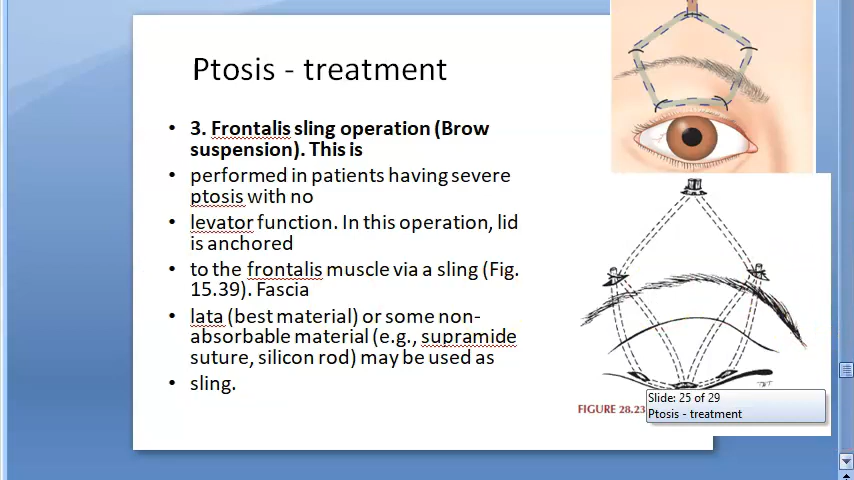 Ptosis - treatment
• 3. Frontalis sling operation (Brow
suspension). This is
• performed in patients having severe
ptosis with no
• levator function. In this operation, lid
is anchored
• to the frontalis muscle via a sling (Fig.
15.39). Fascia
• lata (best material) or some non-
absorbable material (e.g., supramide
suture, silicon rod) may be used as
• sling.
FIGURE 28.23
Slide: 25 of 29
Ptosis - treatment